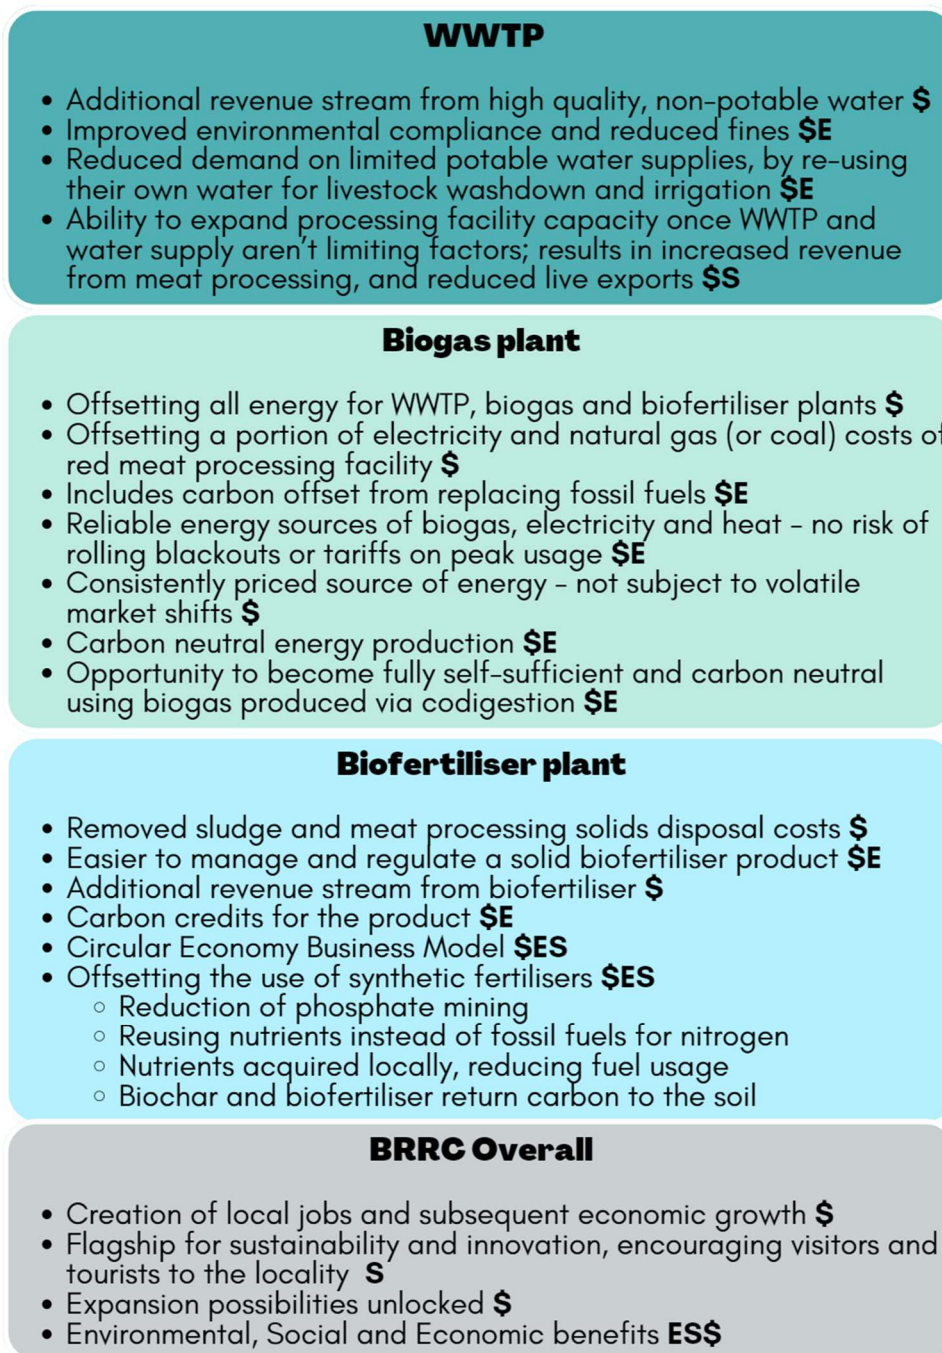 WWTP
• Additional revenue stream from high quality, non-potable water $
• Improved environmental compliance and reduced fines $E
• Reduced demand on limited potable water supplies, by re-using
their own water for livestock washdown and irrigation $E
• Ability to expand processing facility capacity once WWTP and
water supply aren't limiting factors; results in increased revenue
from meat processing, and reduced live exports $S
Biogas plant
• Offsetting all energy for WWTP, biogas and biofertiliser plants $
• Offsetting a portion of electricity and natural gas (or coal) costs of
red meat processing facility $
• Includes carbon offset from replacing fossil fuels $E
• Reliable energy sources of biogas, electricity and heat - no risk of
rolling blackouts or tariffs on peak usage $E
• Consistently priced source of energy - not subject to volatile
market shifts $
• Carbon neutral energy production $E
• Opportunity to become fully self-sufficient and carbon neutral
using biogas produced via codigestion $E
Biofertiliser plant
• Removed sludge and meat processing solids disposal costs $
• Easier to manage and regulate a solid biofertiliser product $E
• Additional revenue stream from biofertiliser $
• Carbon credits for the product $E
• Circular Economy Business Model $ES
• Offsetting the use of synthetic fertilisers $ES
◦ Reduction of phosphate mining
◦ Reusing nutrients instead of fossil fuels for nitrogen
◦ Nutrients acquired locally, reducing fuel usage
◦ Biochar and biofertiliser return carbon to the soil
BRRC Overall
• Creation of local jobs and subsequent economic growth $
• Flagship for sustainability and innovation, encouraging visitors and
tourists to the locality S
• Expansion possibilities unlocked $
• Environmental, Social and Economic benefits ES$